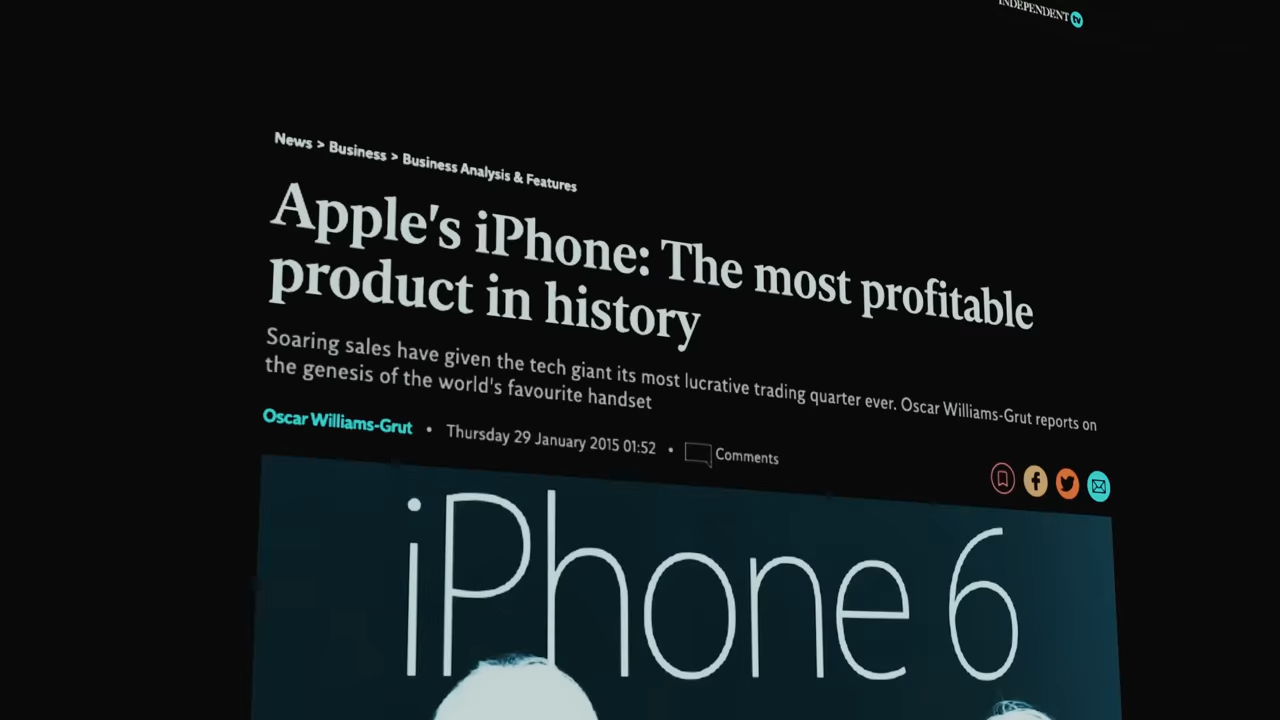 INDEPENDENT tv
News > Business > Business Analysis & Features
Apple's iPhone: The most profitable
product in history
Soaring sales have given the tech giant its most lucrative trading quarter ever. Oscar Williams-Grut reports on
the genesis of the world's favourite handset
Oscar Williams-Grut • Thursday 29 January 2015 01:52 • Comments
iPhone 6